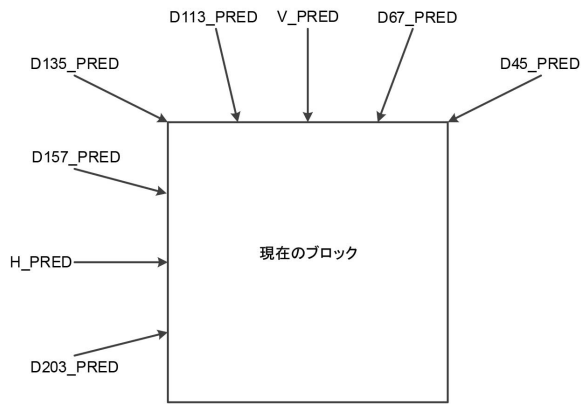 D113_PRED V_PRED D67_PRED
D135_PRED D45_PRED
D157_PRED
現在のブロック
H_PRED
D203_PRED